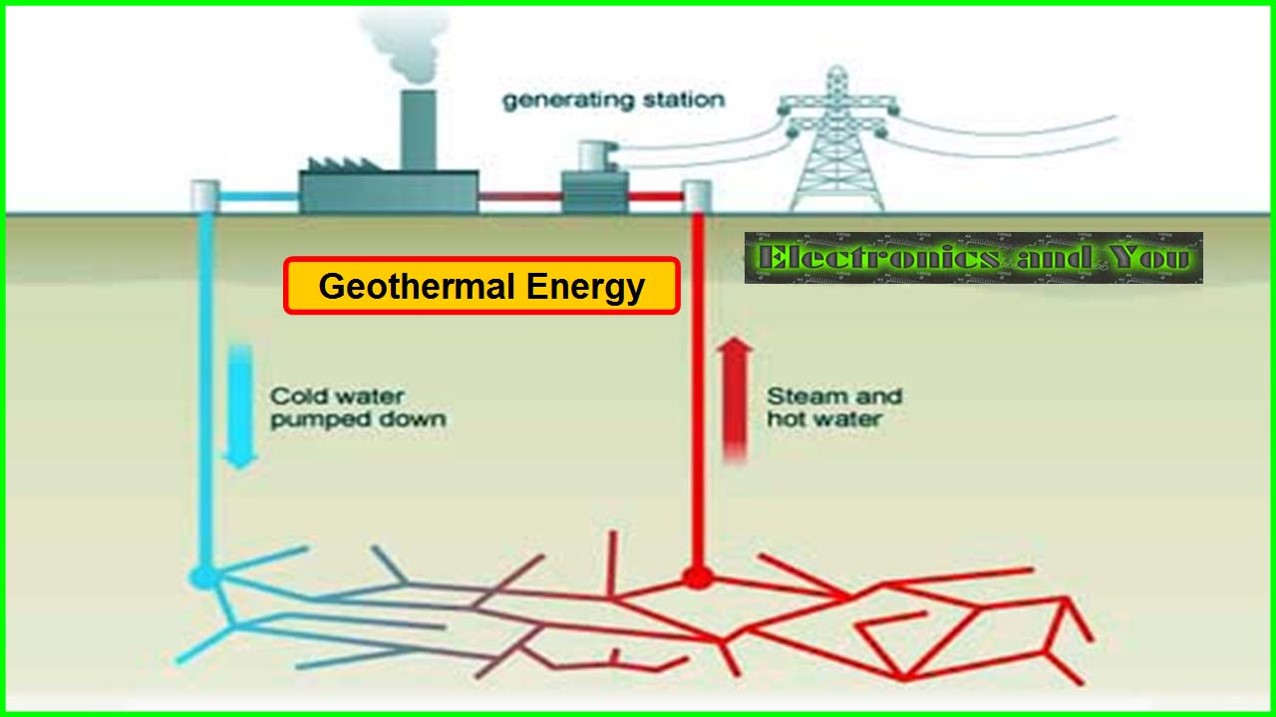 generating station
Electronics and You
Geothermal Energy
Cold water
pumped down
Steam and
hot water